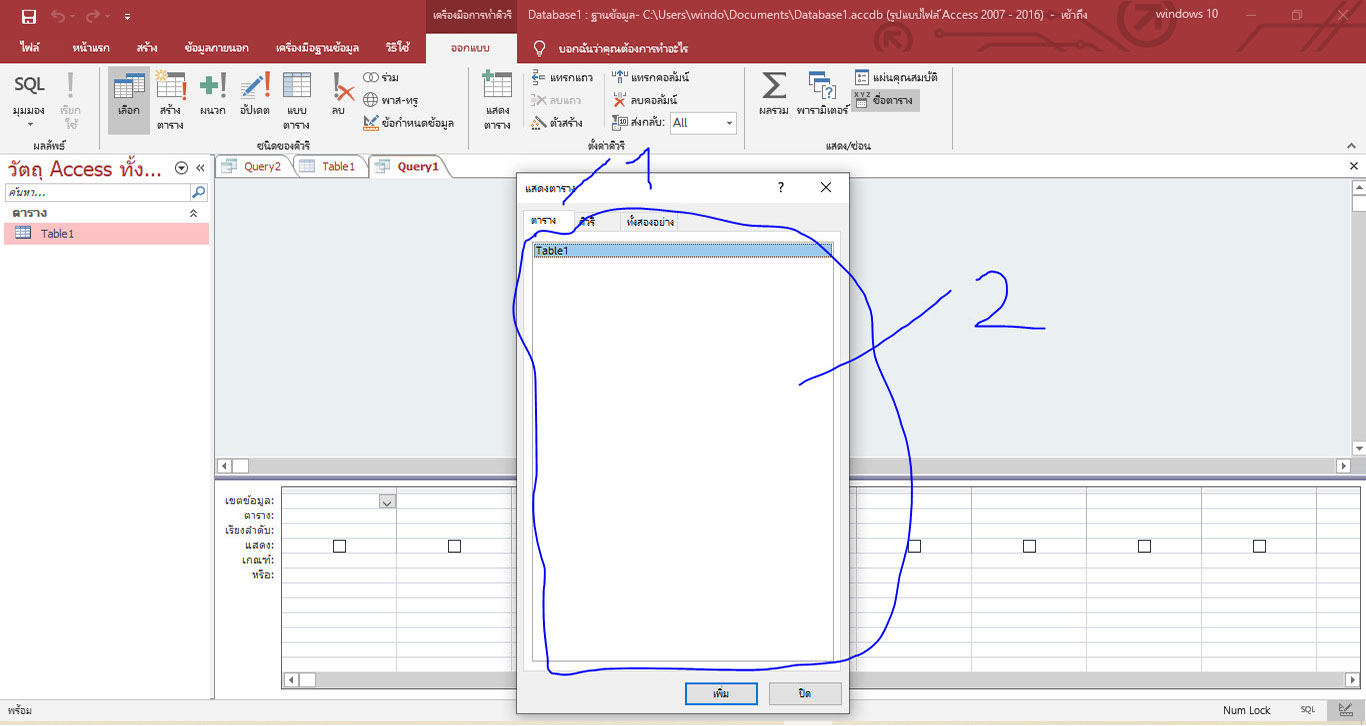 เครื่องมือการทำคิวรี Database1 : ฐานข้อมูล- C:\Users\windo\Documents\Database1.accdb (รูปแบบไฟล์ Access 2007 - 2016) - เข้าถึง windows 10
ไฟล์ หน้าแรก สร้าง ข้อมูลภายนอก เครื่องมือฐานข้อมูล วิธีใช้ ออกแบบ บอกฉันว่าคุณต้องการทำอะไร
SQL
มุมมอง
เรียก
ใช้
ผลลัพธ์
เลือก
สร้าง
ตาราง
ผนวก
อัปเดต
แบบ
ตาราง
ลบ
ร่วม
พาส-ทรู
ข้อกำหนดข้อมูล
ชนิดของคิวรี
แสดง
ตาราง
แทรกแถว
ลบแถว
ตัวสร้าง
แทรกคอลัมน์
ลบคอลัมน์
ส่งกลับ: All
ตั้งค่าคิวรี
ผลรวม
พารามิเตอร์
แผ่นคุณสมบัติ
XYZ ชื่อตาราง
แสดง/ซ่อน
วัตถุ Access ทั้ง...
ค้นหา...
ตาราง
Table1
Query2 Table1 Query1
1
แสดงตาราง
ตาราง คิวรี ทั้งสองอย่าง
Table1
2
เขตข้อมูล:
ตาราง:
เรียงลำดับ:
แสดง:
เกณฑ์:
หรือ:
เพิ่ม ปิด
พร้อม Num Lock SQL